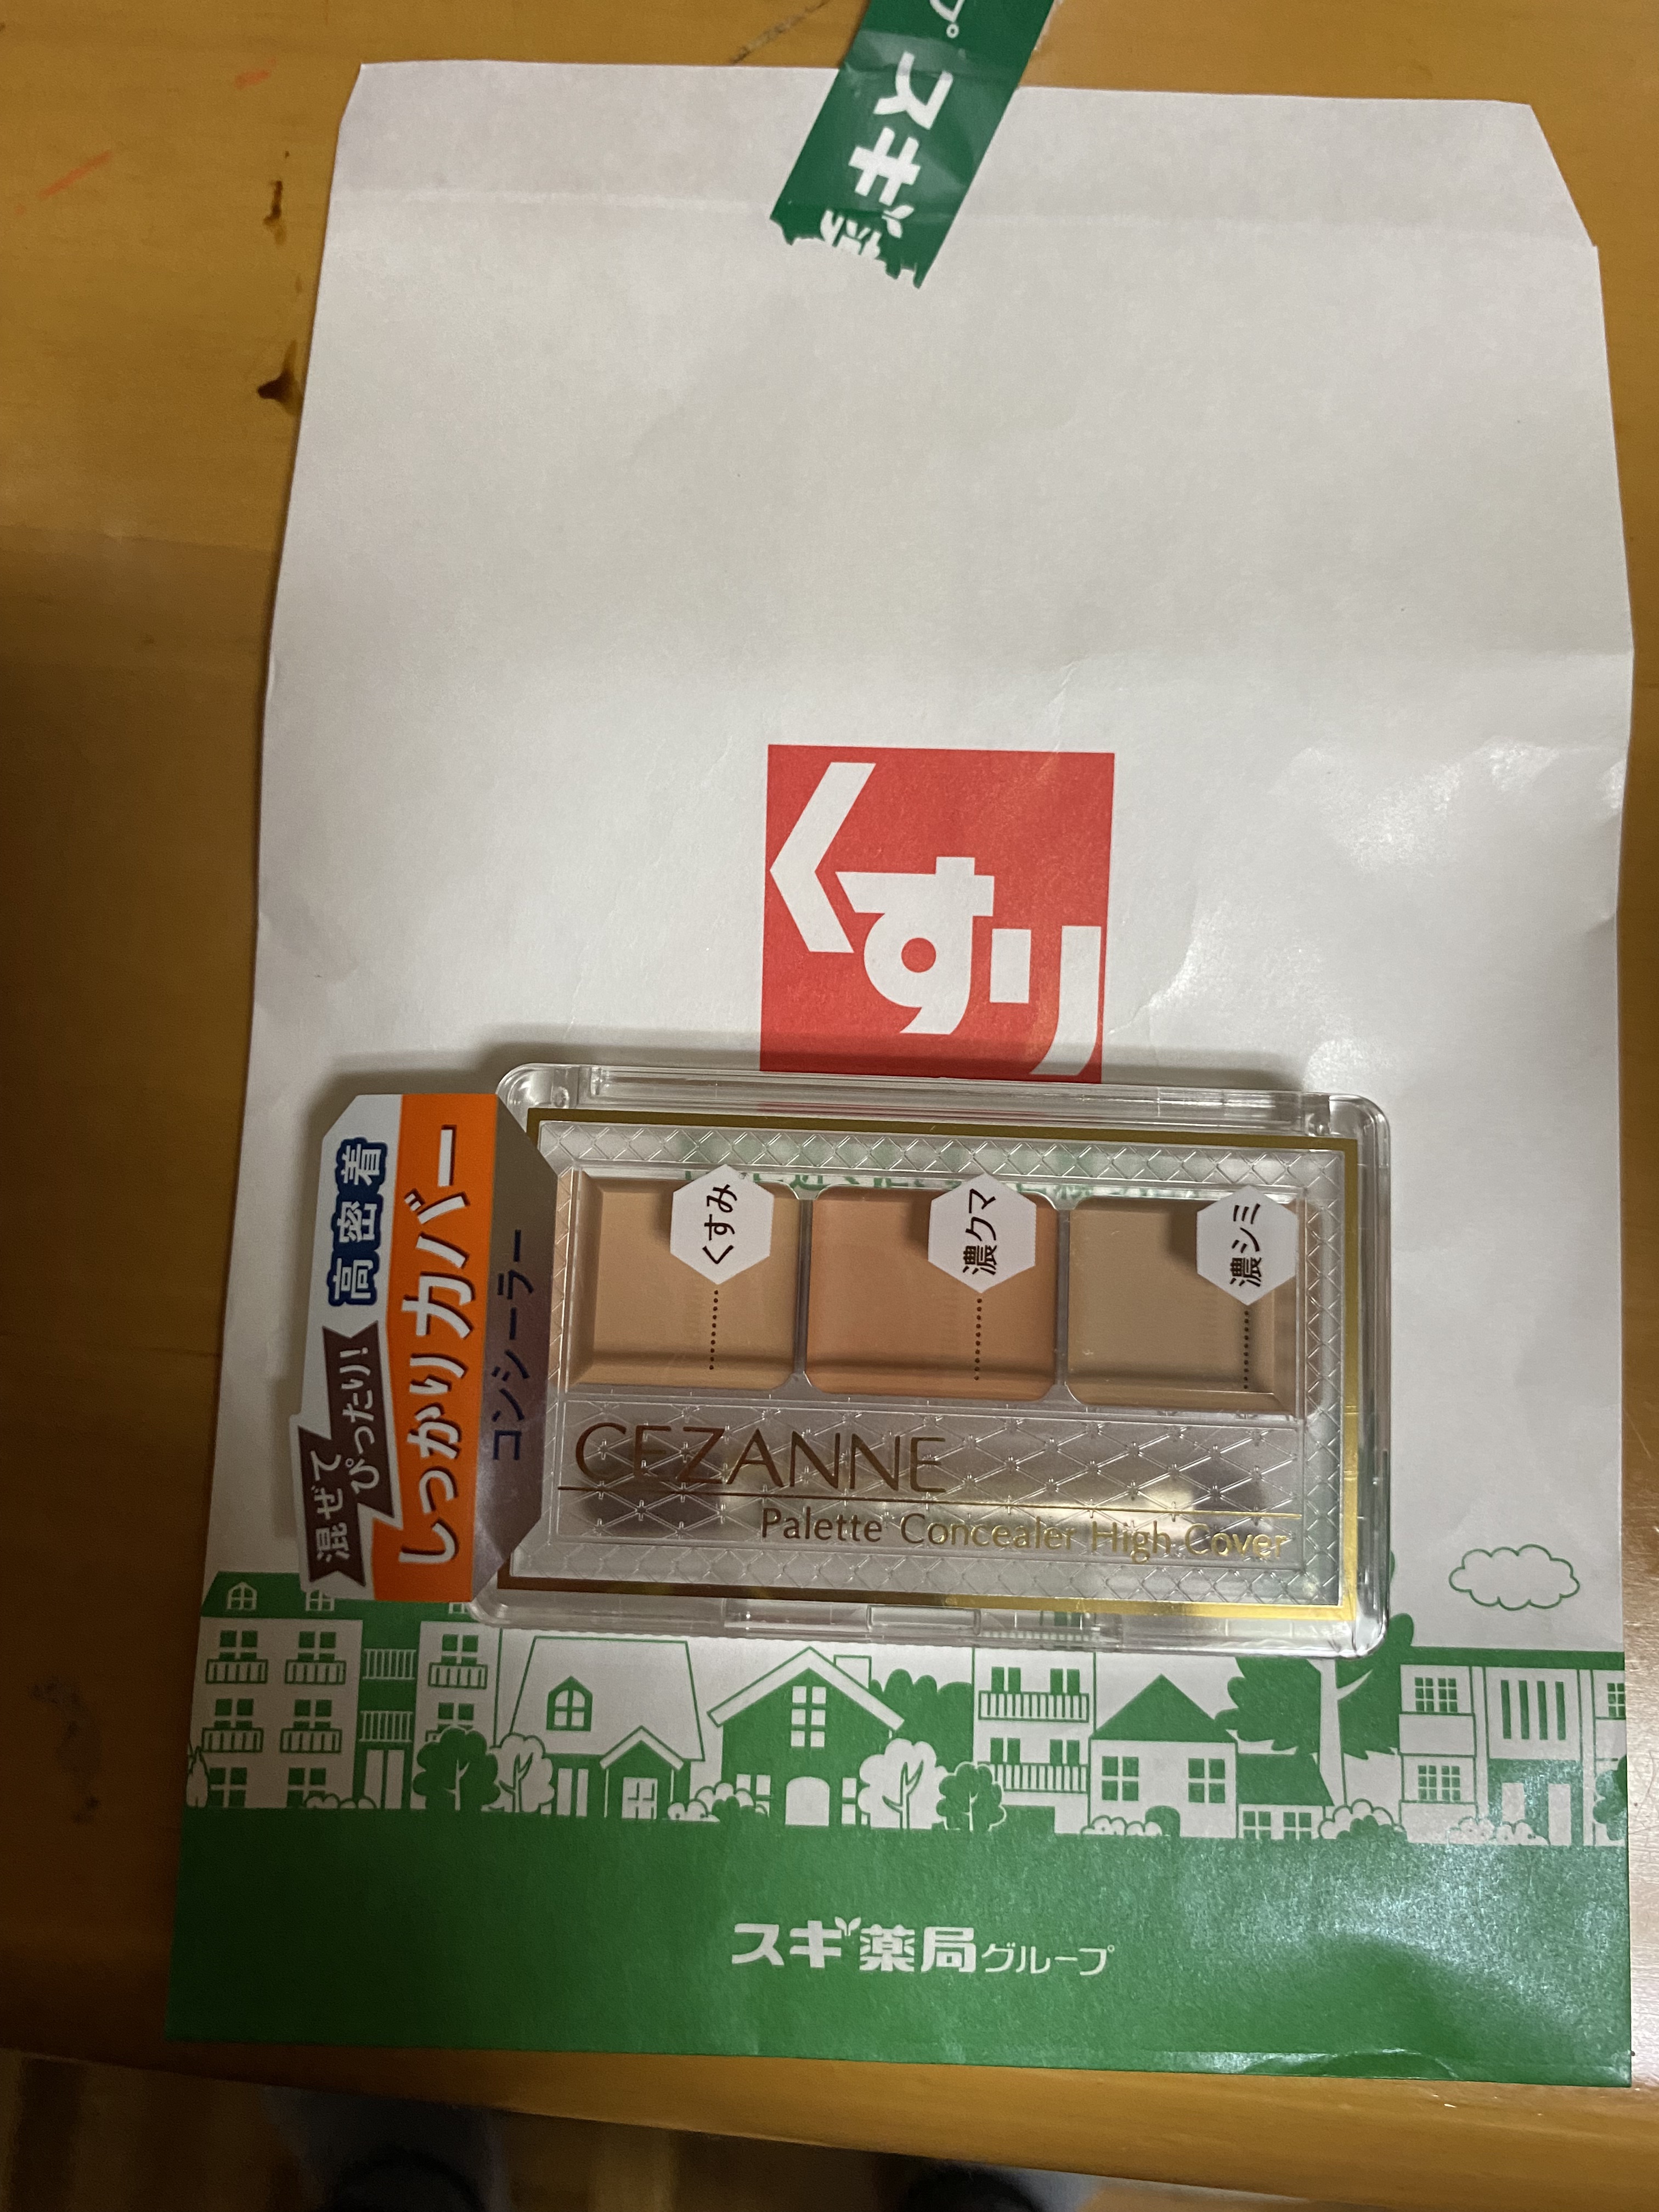 スギ薬
くすり
混ぜて
ぴったり!
高密着
しっかりカバー
コンシーラー
くすみ
濃クマ
濃シミ
CEZANNE
Palette Concealer High Cover
スギ薬局グループ